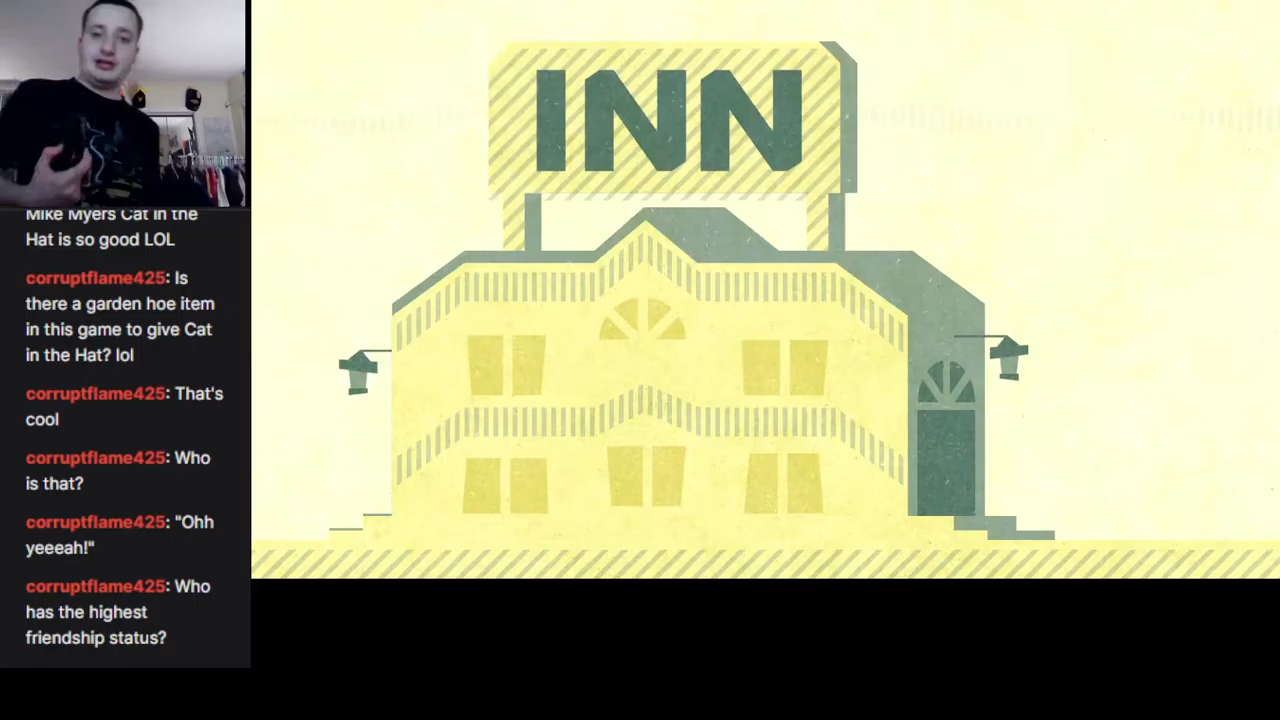 INN
Mike Myers Cat in the
Hat is so good LOL
corruptflame425: Is
there a garden hoe item
in this game to give Cat
in the Hat? lol
corruptflame425: That's
cool
corruptflame425: Who
is that?
corruptflame425: "Ohh
yeeeah!"
corruptflame425: Who
has the highest
friendship status?